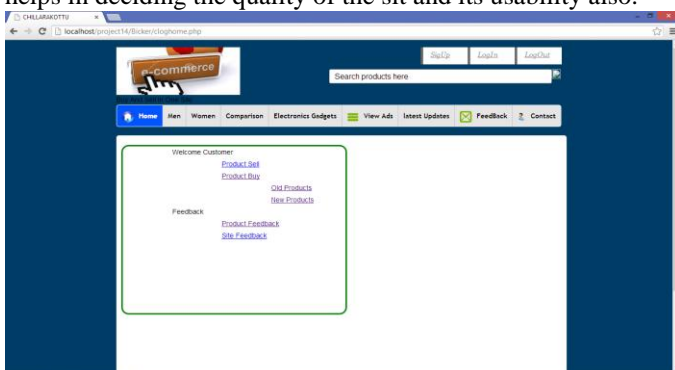 helps in deciding the quality of the sit and its usability also.
CHILLARAKOTTU
localhost/project14/Bicker/cloghome.php
e-commerce
SigUp LogIn LogOut
Search products here
Home Men Women Comparison Electronics Gadgets View Ads latest Updates FeedBack Contact
Welcome Customer
Product Sell
Product Buy
Old Products
New Products
Feedback
Product Feedback
Site Feedback